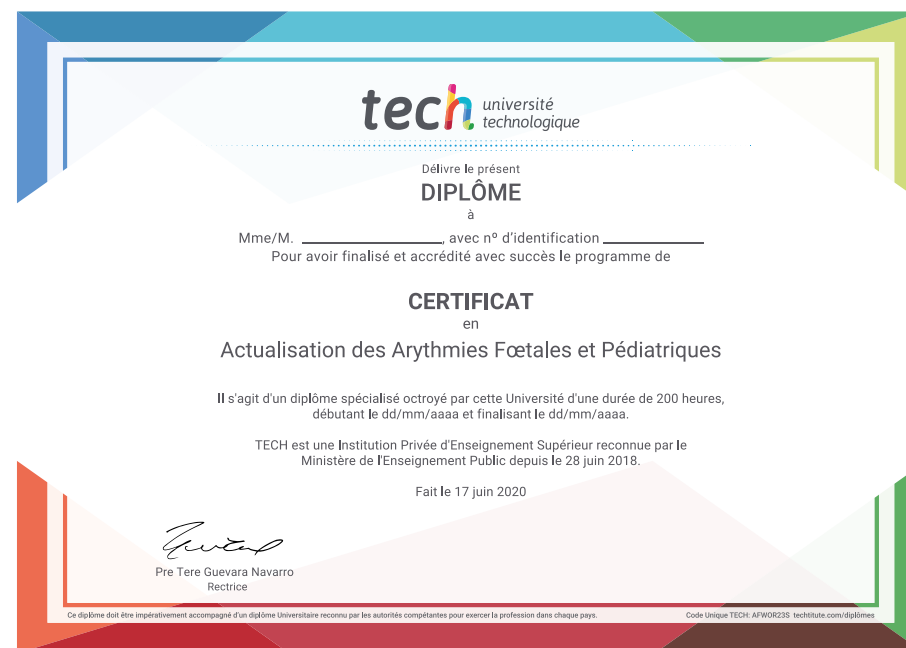 tech université
technologique
Délivre le présent
DIPLÔME
à
Mme/M. ____________________, avec nº d'identification ______________
Pour avoir finalisé et accrédité avec succès le programme de
CERTIFICAT
en
Actualisation des Arythmies Fœtales et Pédiatriques
Il s'agit d'un diplôme spécialisé octroyé par cette Université d'une durée de 200 heures,
débutant le dd/mm/aaaa et finalisant le dd/mm/aaaa.
TECH est une Institution Privée d'Enseignement Supérieur reconnue par le
Ministère de l'Enseignement Public depuis le 28 juin 2018.
Fait le 17 juin 2020
Pre Tere Guevara Navarro
Rectrice
Ce diplôme doit être impérativement accompagné d'un diplôme Universitaire reconnu par les autorités compétantes pour exercer la profession dans chaque pays. Code Unique TECH: AFWOR23S techtitute.com/diplômes